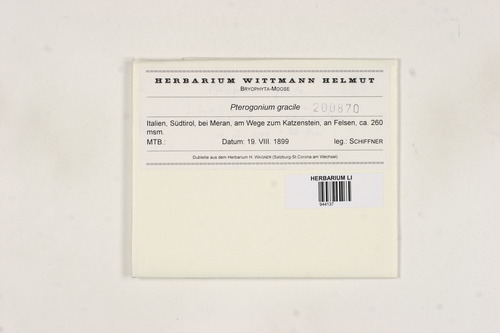 HERBARIUM WITTMANN HELMUT
BRYOPHYTA-MOOSE
Pterogonium gracile 200870
Italien, Südtirol, bei Meran, am Wege zum Katzenstein, an Felsen, ca. 260
msm.
MTB.: Datum: 19. VIII. 1899 leg.: SCHIFFNER
Dublette aus dem Herbarium H. WAGNER (Salzburg-St.Corona am Wechsel)
HERBARIUM LI
944137